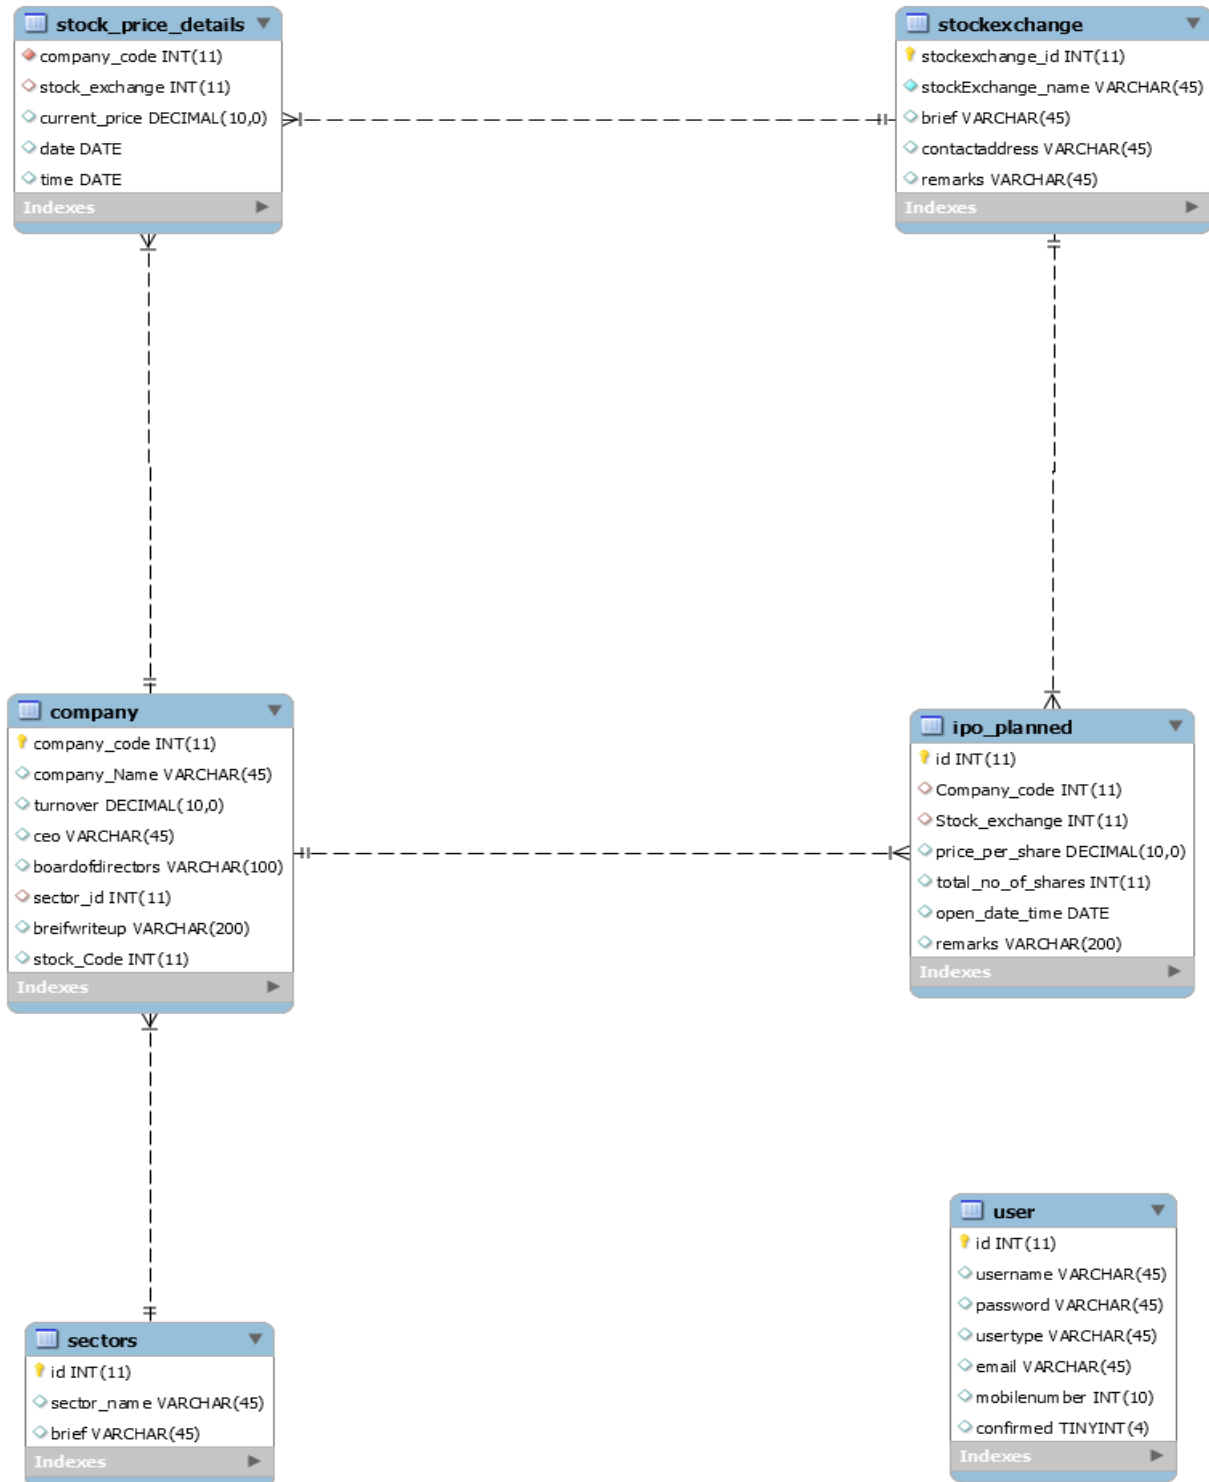 stock_price_details
company_code INT(11)
stock_exchange INT(11)
current_price DECIMAL(10,0)
date DATE
time DATE
Indexes
stockexchange
stockexchange_id INT(11)
stockExchange_name VARCHAR(45)
brief VARCHAR(45)
contactaddress VARCHAR(45)
remarks VARCHAR(45)
Indexes
company
company_code INT(11)
company_Name VARCHAR(45)
turnover DECIMAL(10,0)
ceo VARCHAR(45)
boardofdirectors VARCHAR(100)
sector_id INT(11)
breifwriteup VARCHAR(200)
stock_Code INT(11)
Indexes
ipo_planned
id INT(11)
Company_code INT(11)
Stock_exchange INT(11)
price_per_share DECIMAL(10,0)
total_no_of_shares INT(11)
open_date_time DATE
remarks VARCHAR(200)
Indexes
user
id INT(11)
username VARCHAR(45)
password VARCHAR(45)
usertype VARCHAR(45)
email VARCHAR(45)
mobilenumber INT(10)
confirmed TINYINT(4)
Indexes
sectors
id INT(11)
sector_name VARCHAR(45)
brief VARCHAR(45)
Indexes